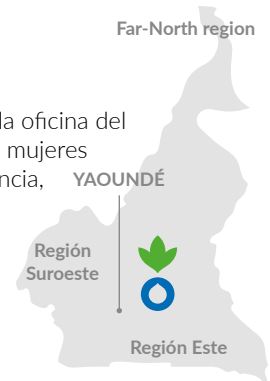 Far-North region
la oficina del
mujeres
ncia,
YAOUNDÉ
Región
Suroeste
Región Este